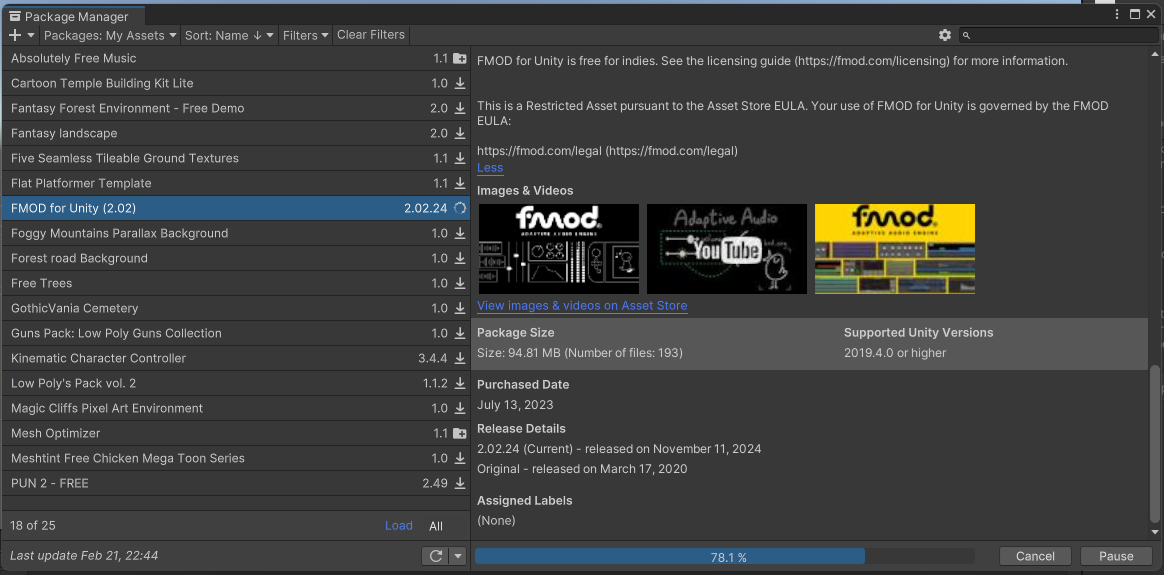 Package Manager
Packages: My Assets
Sort: Name ↓
Filters
Clear Filters
Absolutely Free Music 1.1
Cartoon Temple Building Kit Lite 1.0
Fantasy Forest Environment - Free Demo 2.0
Fantasy landscape 2.0
Five Seamless Tileable Ground Textures 1.1
Flat Platformer Template 1.1
FMOD for Unity (2.02) 2.02.24
Foggy Mountains Parallax Background 1.0
Forest road Background 1.0
Free Trees 1.0
GothicVania Cemetery 1.0
Guns Pack: Low Poly Guns Collection 1.0
Kinematic Character Controller 3.4.4
Low Poly's Pack vol. 2 1.1.2
Magic Cliffs Pixel Art Environment 1.0
Mesh Optimizer 1.1
Meshtint Free Chicken Mega Toon Series 1.0
PUN 2 - FREE 2.49
18 of 25 Load All
Last update Feb 21, 22:44
FMOD for Unity is free for indies. See the licensing guide (https://fmod.com/licensing) for more information.
This is a Restricted Asset pursuant to the Asset Store EULA. Your use of FMOD for Unity is governed by the FMOD
EULA:
https://fmod.com/legal (https://fmod.com/legal)
Less
Images & Videos
fmod
ADAPTIVE AUDIO ENGINE
Adaptive Audio
YouTube
fmod
ADAPTIVE AUDIO ENGINE
View images & videos on Asset Store
Package Size
Size: 94.81 MB (Number of files: 193)
Supported Unity Versions
2019.4.0 or higher
Purchased Date
July 13, 2023
Release Details
2.02.24 (Current) - released on November 11, 2024
Original - released on March 17, 2020
Assigned Labels
(None)
78.1 %
Cancel
Pause